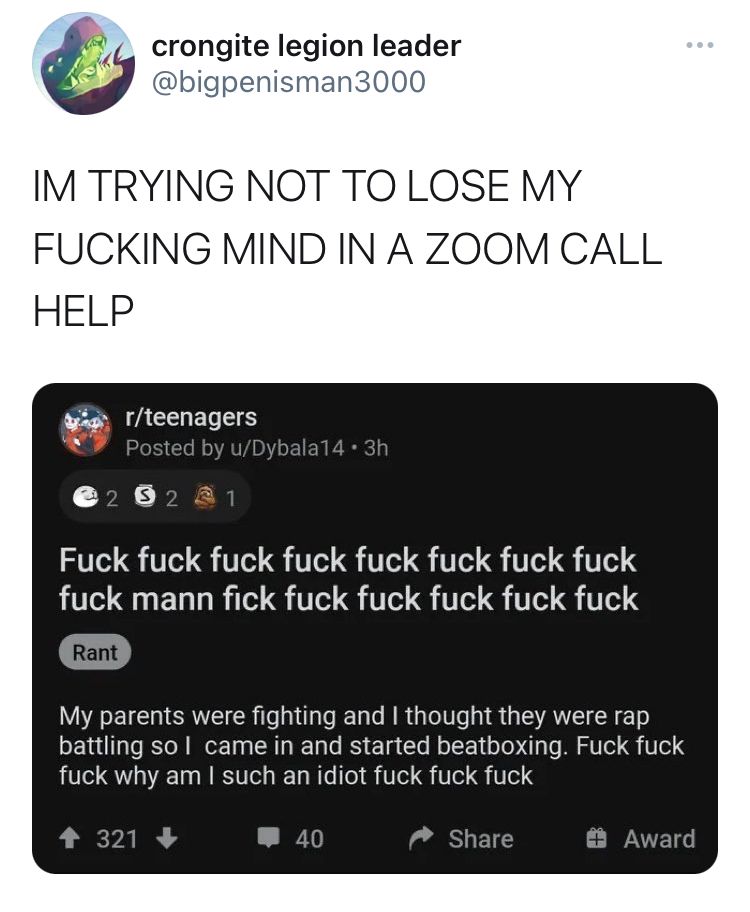 crongite legion leader
@bigpenisman3000
IM TRYING NOT TO LOSE MY
FUCKING MIND IN A ZOOM CALL
HELP
r/teenagers
Posted by u/Dybala14 • 3h
2 S 2 1
Fuck fuck fuck fuck fuck fuck fuck fuck
fuck mann fick fuck fuck fuck fuck fuck
Rant
My parents were fighting and I thought they were rap
battling so I came in and started beatboxing. Fuck fuck
fuck why am I such an idiot fuck fuck fuck
321 40 Share Award